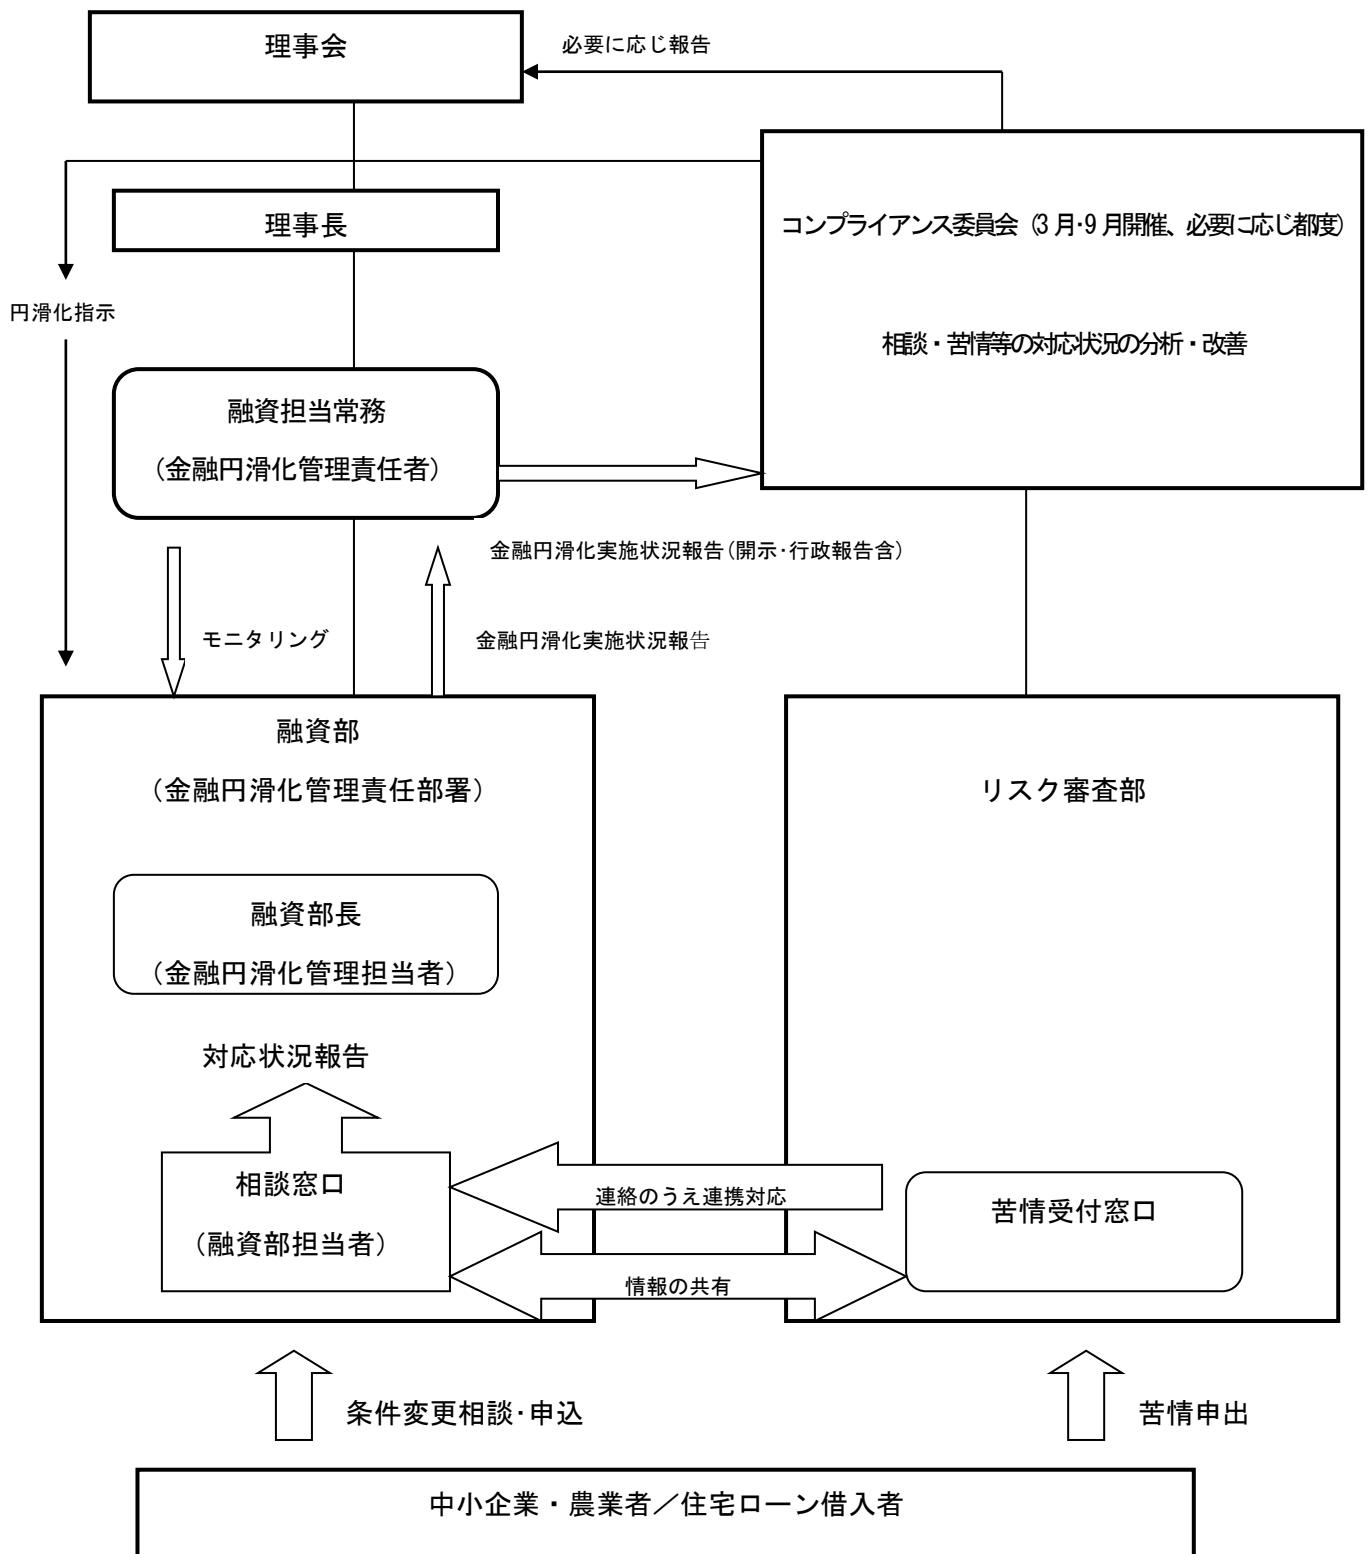 理事会
必要に応じ報告
理事長
コンプライアンス委員会（3月･9月開催、必要に応じ都度）
円滑化指示
相談・苦情等の対応状況の分析・改善
融資担当常務
（金融円滑化管理責任者）
金融円滑化実施状況報告(開示･行政報告含)
モニタリング
金融円滑化実施状況報告
融資部
（金融円滑化管理責任部署）
リスク審査部
融資部長
（金融円滑化管理担当者）
対応状況報告
相談窓口
（融資部担当者）
連絡のうえ連携対応
苦情受付窓口
情報の共有
条件変更相談･申込
苦情申出
中小企業・農業者／住宅ローン借入者